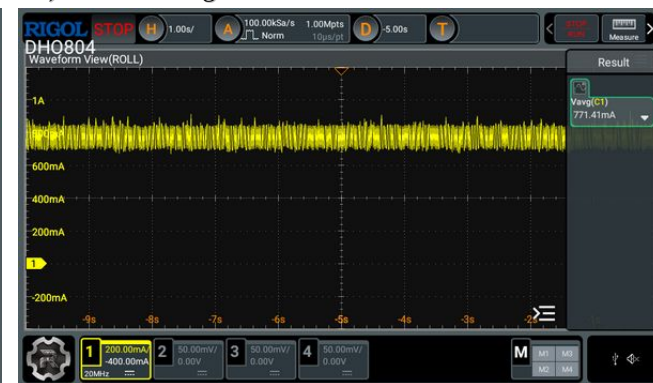 RIGOL STOP H 1.00s/ A 100.00kSa/s 1.00Mpts D -5.00s T < STOP RUN Measure >
Norm 10µs/pt
DHO804
Waveform View(ROLL) Result
1A
Vavg(C1)
771.41mA
600mA
400mA
200mA
1
-200mA
-9s -8s -7s -6s -5s -4s -3s -2s
1 200.00mA/ 2 50.00mV/ 3 50.00mV/ 4 50.00mV/ M M1 M3
-400.00mA 0.00V 0.00V 0.00V M2 M4
20MHz